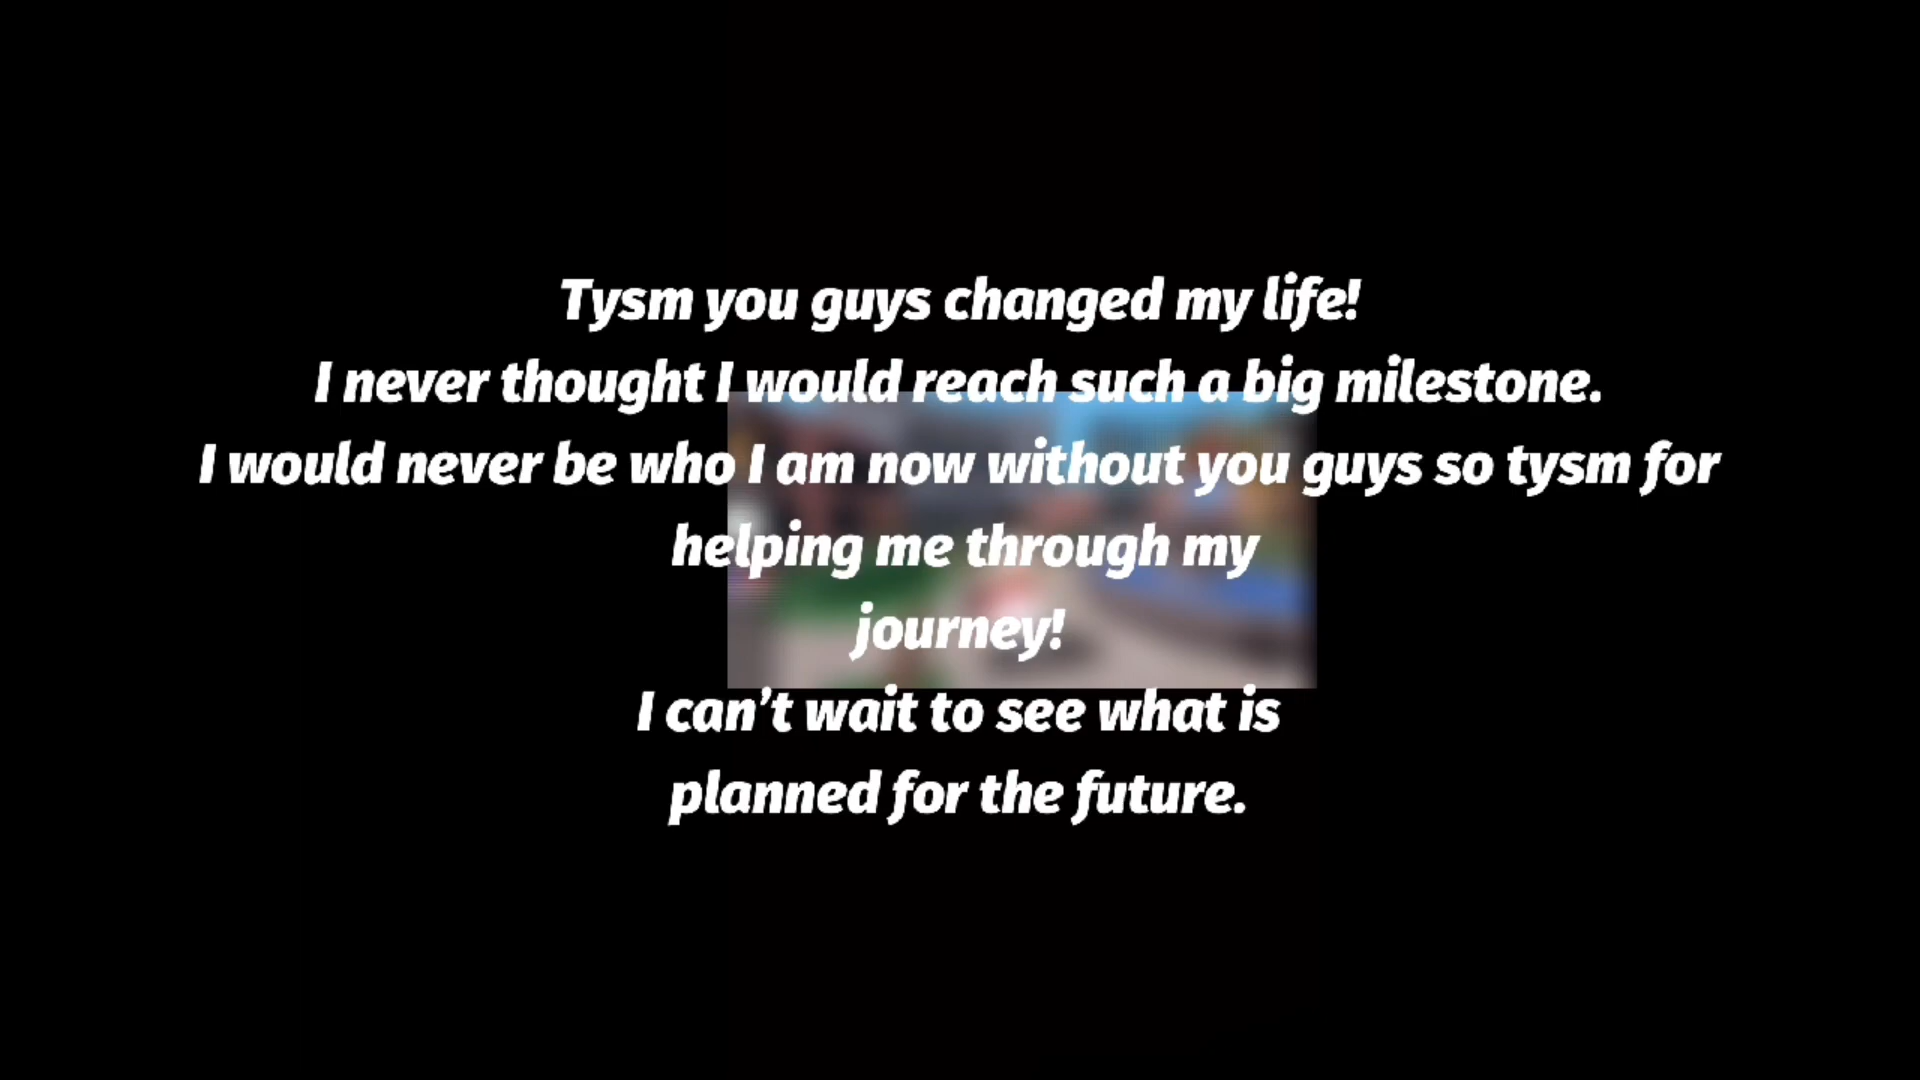 Tysm you guys changed my life!
I never thought I would reach such a big milestone.
I would never be who I am now without you guys so tysm for
helping me through my
journey!
I can’t wait to see what is
planned for the future.